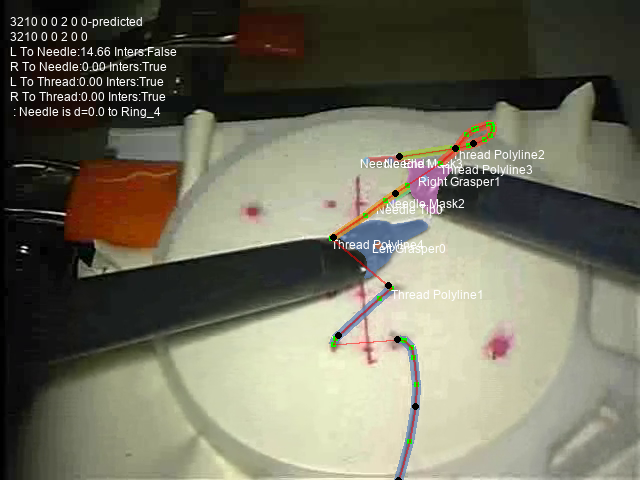 3210 0 0 2 0 0-predicted
3210 0 0 2 0 0
L To Needle:14.66 Inters:False
R To Needle:0.00 Inters:True
L To Thread:0.00 Inters:True
R To Thread:0.00 Inters:True
: Needle is d=0.0 to Ring_4
Thread Polyline2
Mask3
Thread Polyline3
Right Grasper1
Needle Mask2
Needle Tip0
Thread Polyline4
Left Grasper0
Thread Polyline1